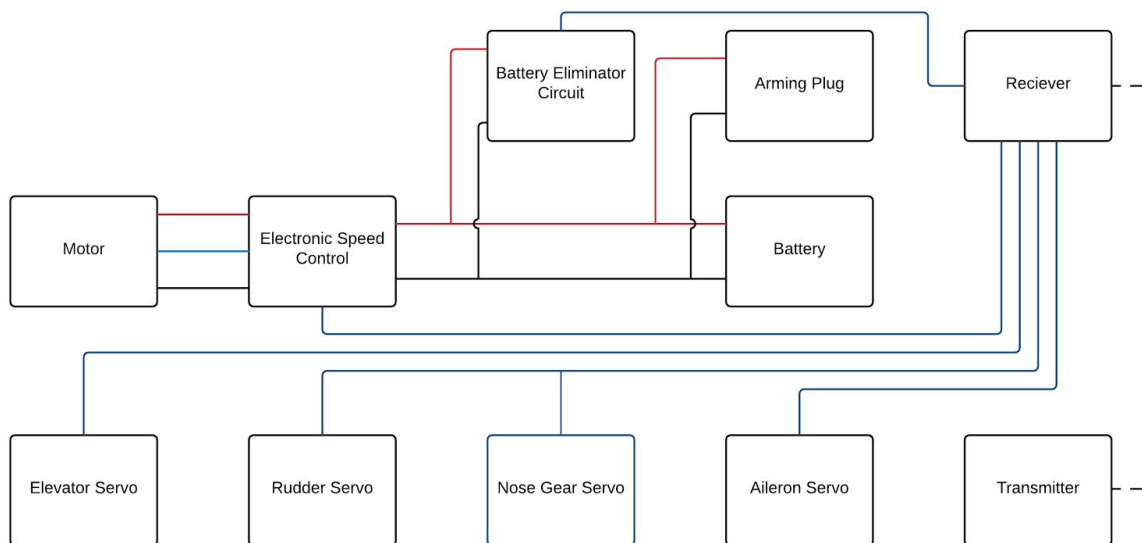 Battery Eliminator
Circuit
Arming Plug
Reciever
Motor
Electronic Speed
Control
Battery
Elevator Servo
Rudder Servo
Nose Gear Servo
Aileron Servo
Transmitter